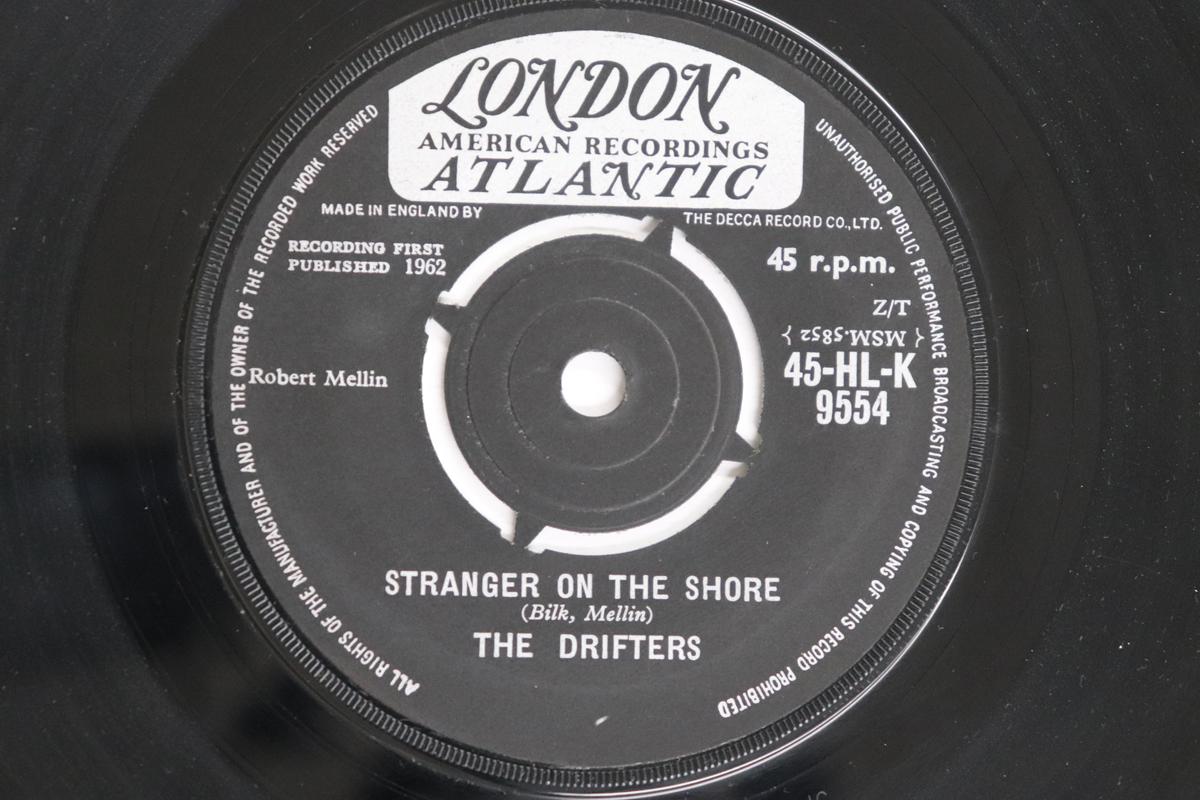 LONDON
AMERICAN RECORDINGS
ATLANTIC
MADE IN ENGLAND BY THE DECCA RECORD CO., LTD.
RECORDING FIRST
PUBLISHED 1962
45 r.p.m.
Z/T
{ MSM.5852 }
45-HL-K
9554
Robert Mellin
STRANGER ON THE SHORE
(Bilk, Mellin)
THE DRIFTERS
ALL RIGHTS OF THE MANUFACTURER AND OF THE OWNER OF THE RECORDED WORK RESERVED
UNAUTHORISED PUBLIC PERFORMANCE BROADCASTING AND COPYING OF THIS RECORD PROHIBITED